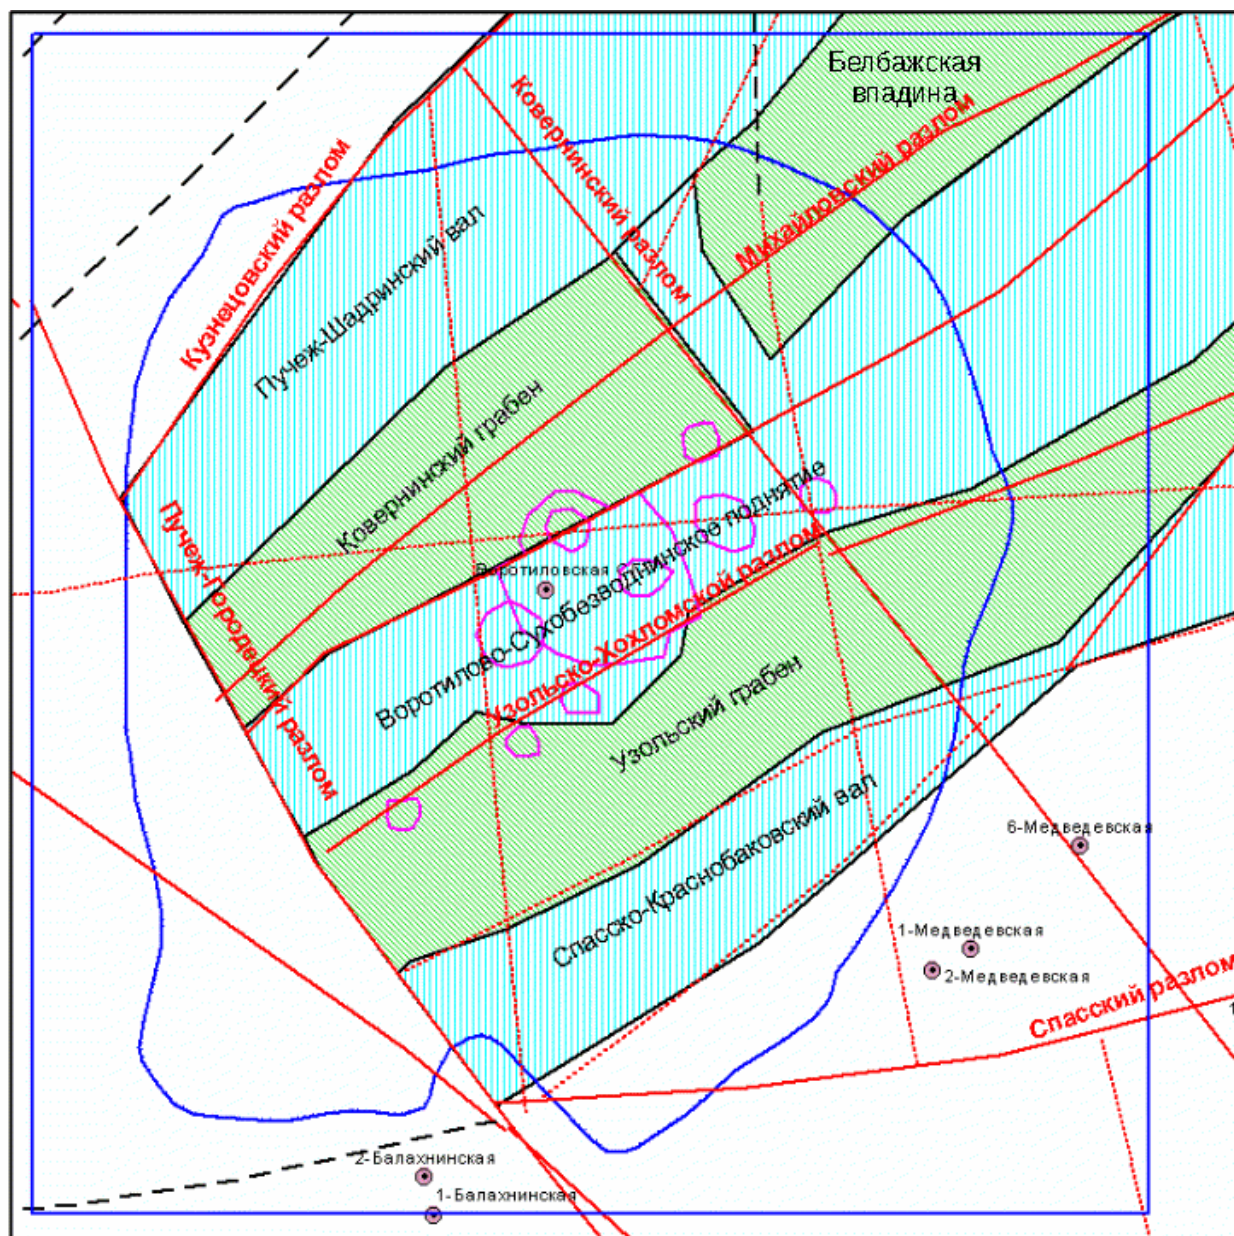 Белбажская
впадина
Ковернинский разлом
Михайловский разлом
Кузнецовский разлом
Пучеж-Шадринский вал
Ковернинский грабен
Пучеж-Городецкий разлом
Воротиловская
Воротилово-Сухобезводнинское поднятие
Узольско-Хохломской разлом
Узольский грабен
Спасско-Краснобаковский вал
6-Медведевская
1-Медведевская
2-Медведевская
Спасский разлом
2-Балахнинская
1-Балахнинская